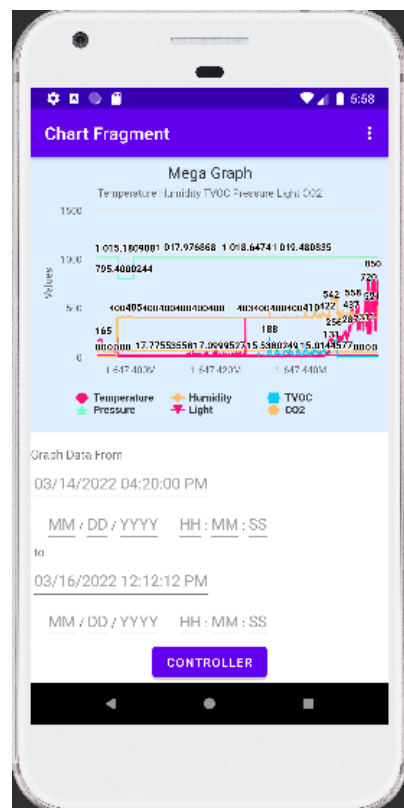 5:58
Chart Fragment
Mega Graph
Temperature Humidity TVOC Pressure Light CO2
Values
1500
1000
500
0
795.4000244
850
720
542 558
165
188
131
1.647.400M 1.647.420M 1.647.440M
Temperature Humidity TVOC
Pressure Light CO2
Graph Data From
03/14/2022 04:20:00 PM
MM / DD / YYYY HH : MM : SS
to
03/16/2022 12:12:12 PM
MM / DD / YYYY HH : MM : SS
CONTROLLER